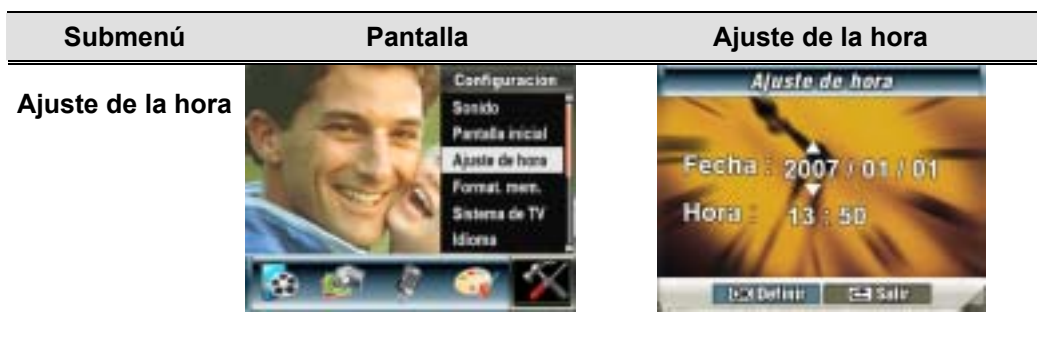 Submenú Pantalla Ajuste de la hora
Ajuste de la hora
Configuracion
Sonido
Pantalla inicial
Ajuste de hora
Format. mem.
Sistema de TV
Idioma
Ajuste de hora
Fecha : 2007 / 01 / 01
Hora : 13 : 50
Definir Salir